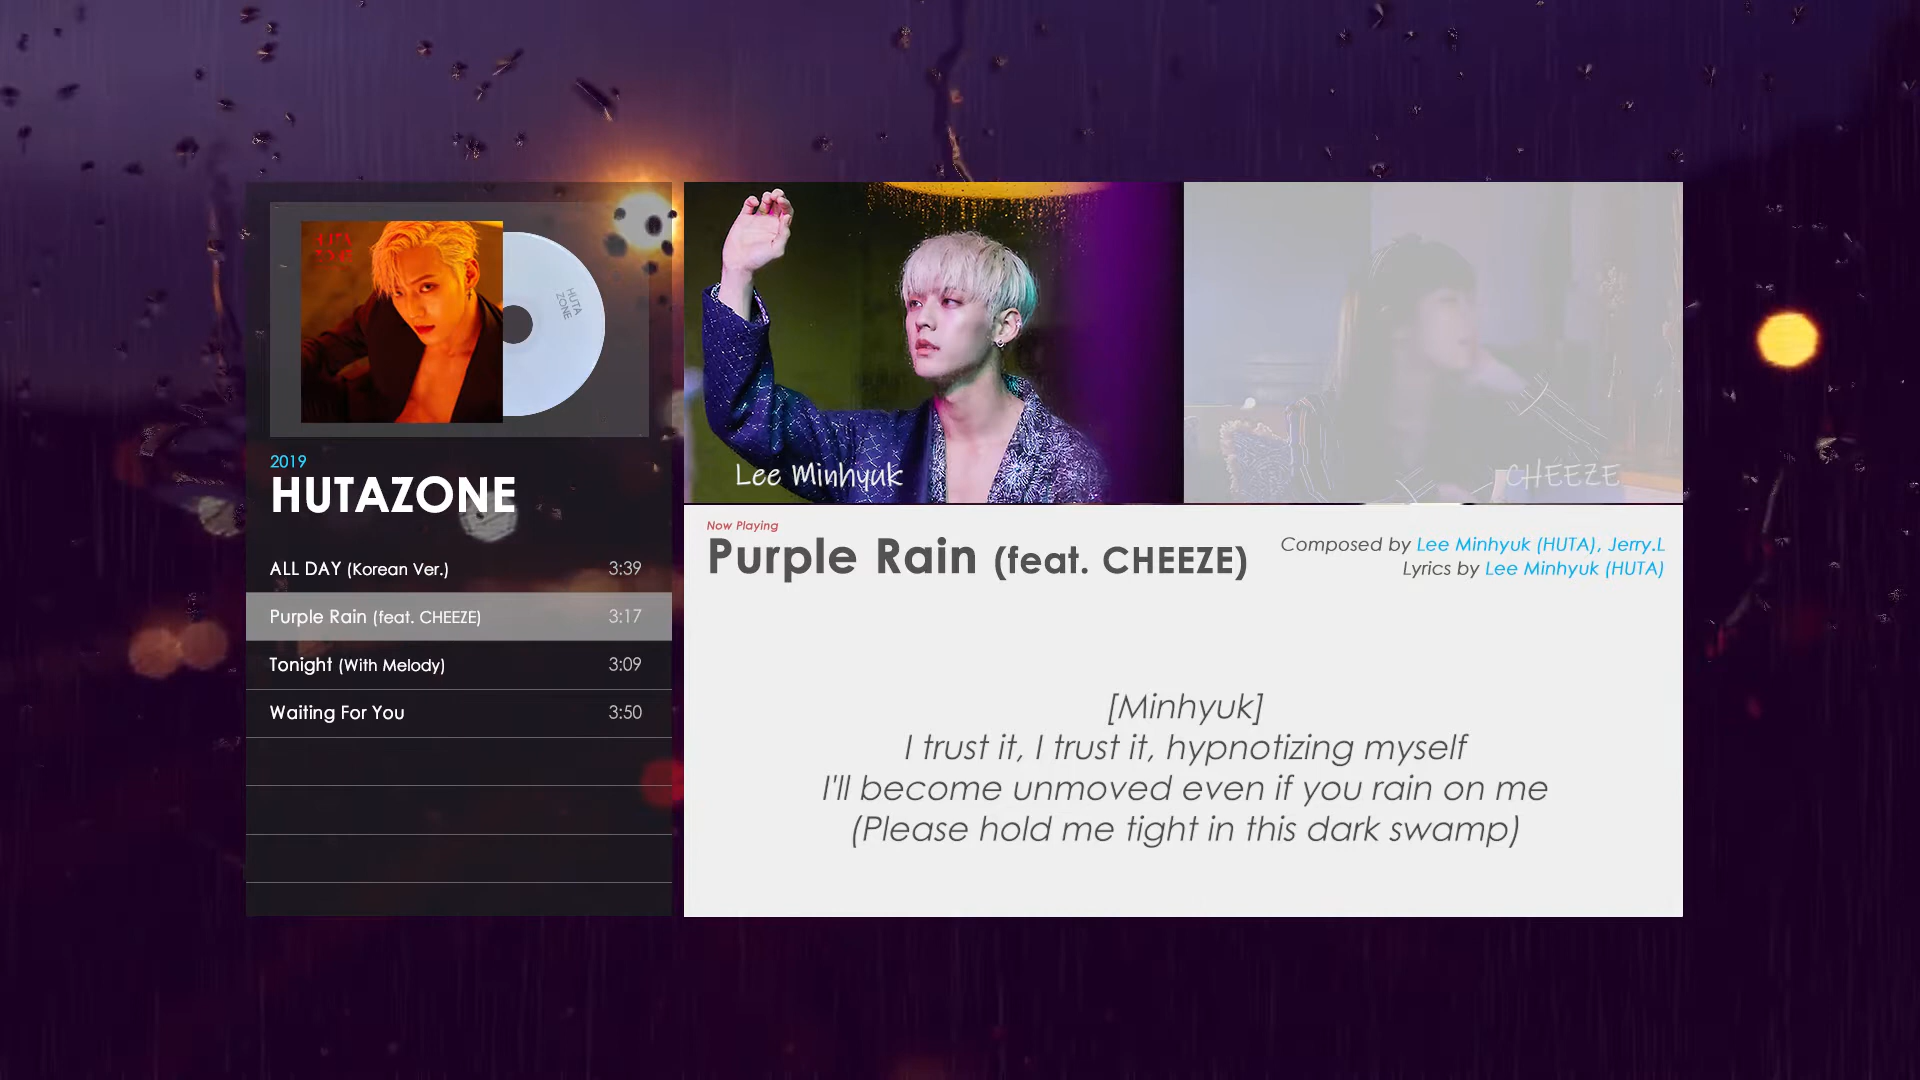 HUTA
ZONE
2019
HUTAZONE
ALL DAY (Korean Ver.) 3:39
Purple Rain (feat. CHEEZE) 3:17
Tonight (With Melody) 3:09
Waiting For You 3:50
Lee Minhyuk
CHEEZE
Now Playing
Purple Rain (feat. CHEEZE)
Composed by Lee Minhyuk (HUTA), Jerry.L
Lyrics by Lee Minhyuk (HUTA)
[Minhyuk]
I trust it, I trust it, hypnotizing myself
I'll become unmoved even if you rain on me
(Please hold me tight in this dark swamp)